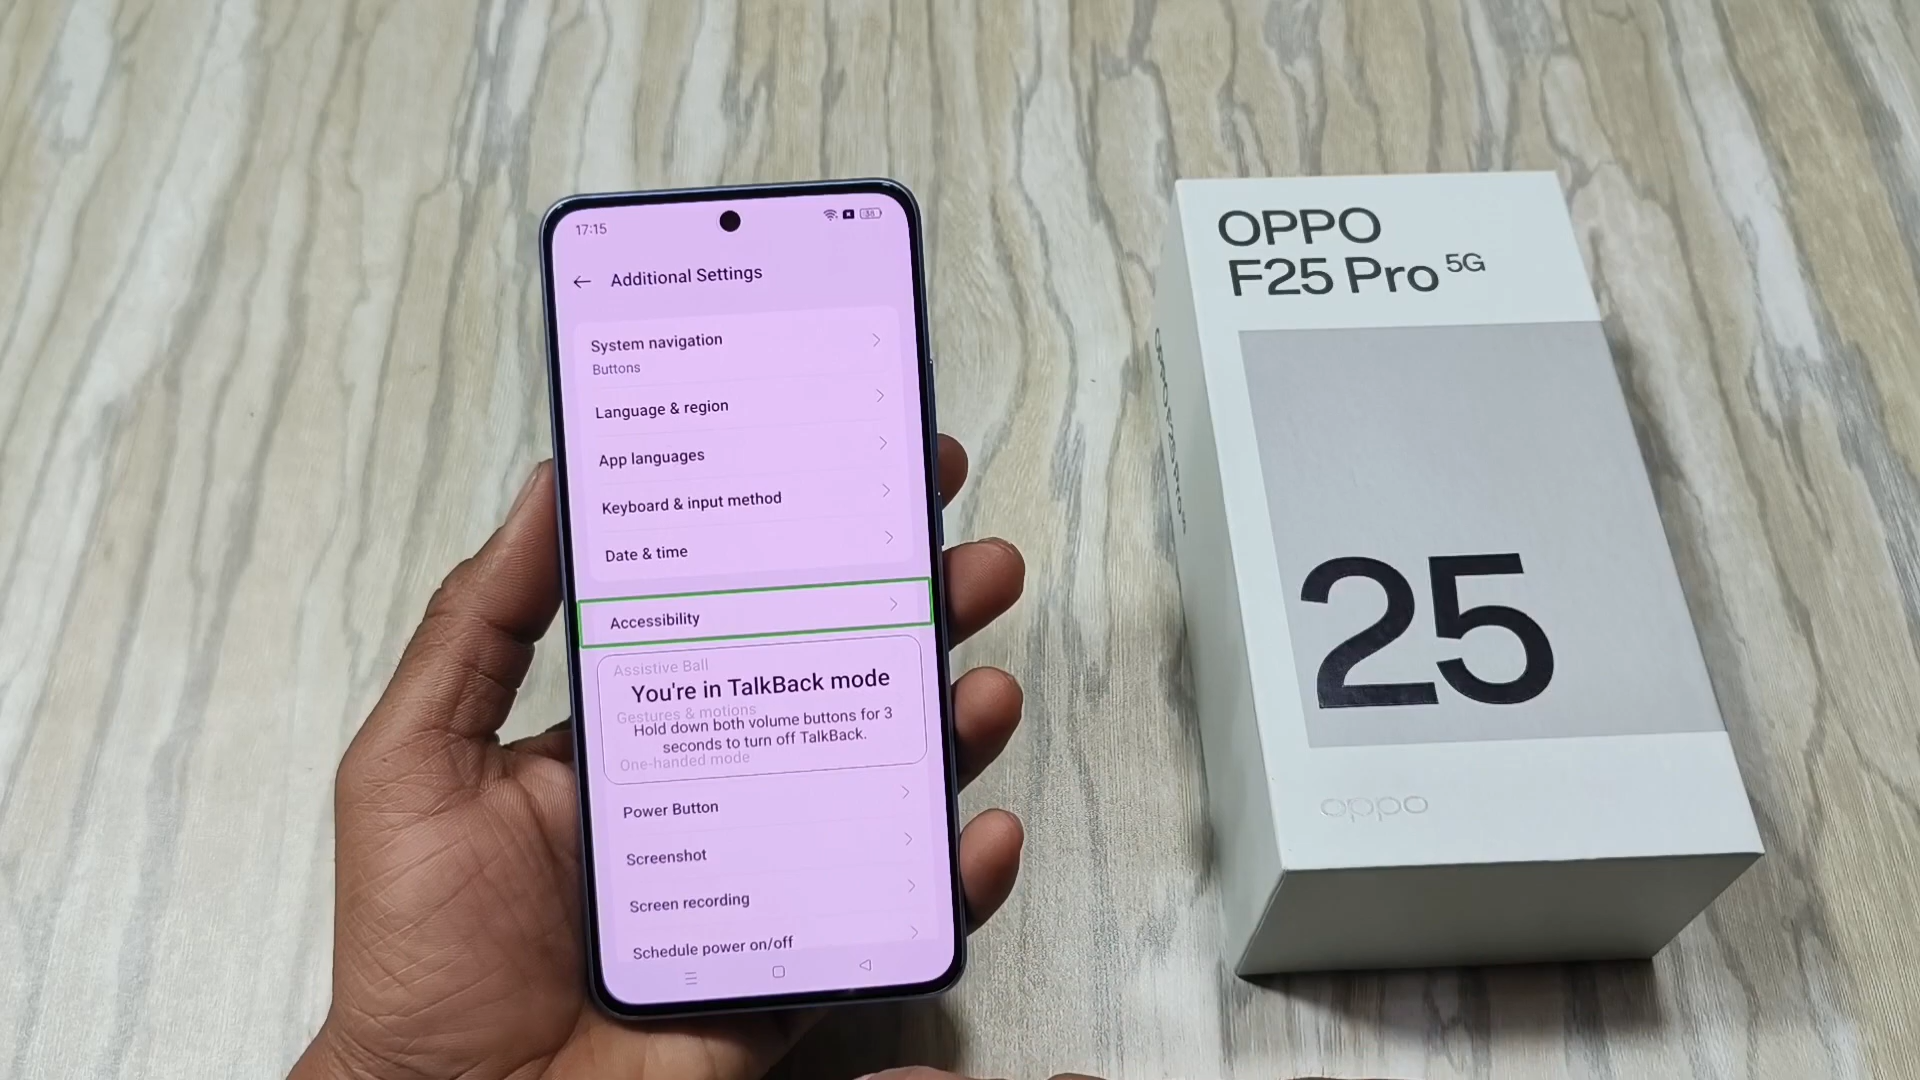 17:15
38
Additional Settings
System navigation
Buttons
Language & region
App languages
Keyboard & input method
Date & time
Accessibility
Assistive Ball
You're in TalkBack mode
Gestures & motions
Hold down both volume buttons for 3
seconds to turn off TalkBack.
One-handed mode
Power Button
Screenshot
Screen recording
Schedule power on/off
OPPO
F25 Pro 5G
25
oppo